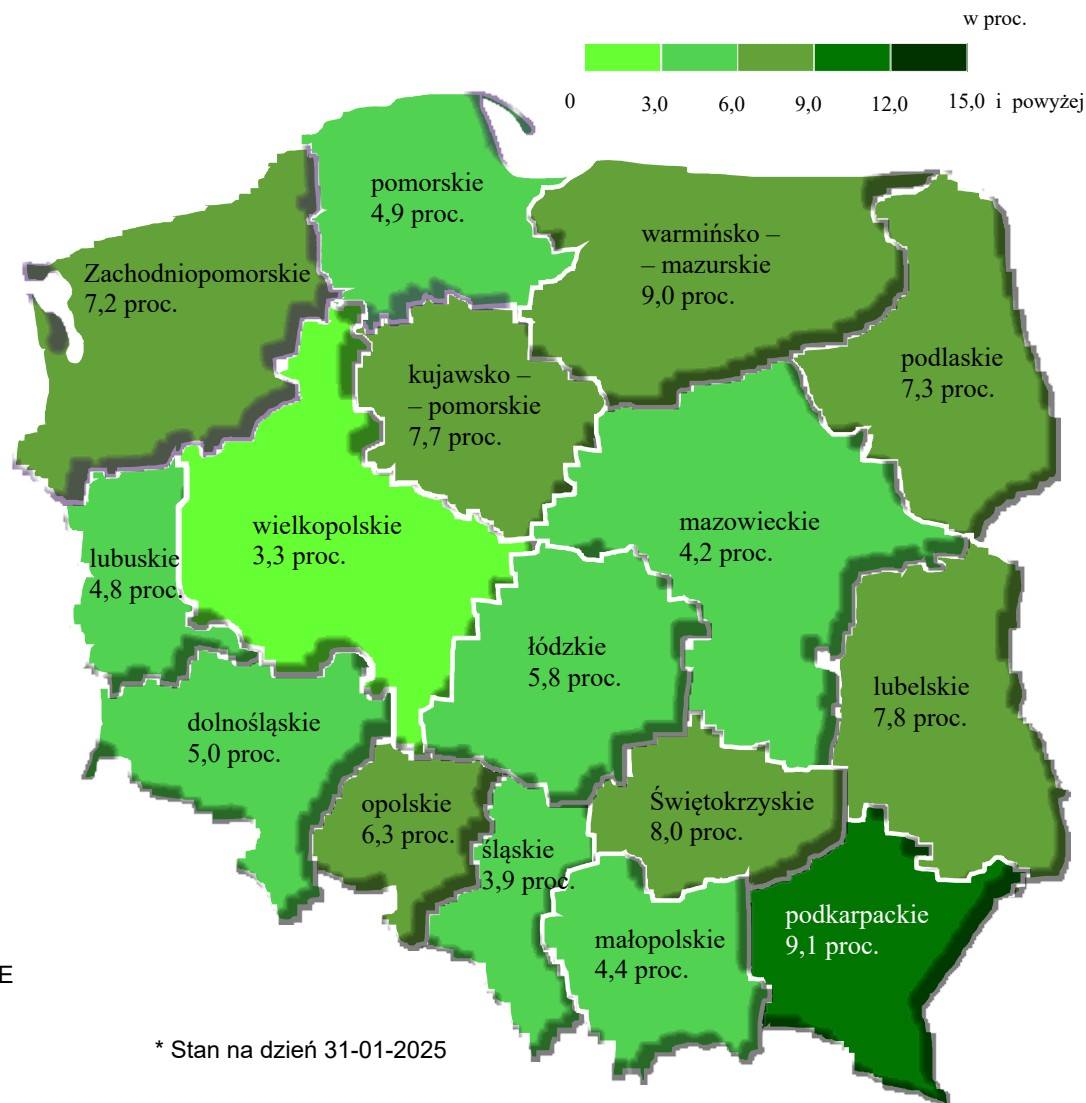 w proc.
0 3,0 6,0 9,0 12,0 15,0 i powyżej
pomorskie
4,9 proc.
warmińsko –
– mazurskie
9,0 proc.
Zachodniopomorskie
7,2 proc.
podlaskie
7,3 proc.
kujawsko –
– pomorskie
7,7 proc.
wielkopolskie
3,3 proc.
mazowieckie
4,2 proc.
lubuskie
4,8 proc.
łódzkie
5,8 proc.
lubelskie
7,8 proc.
dolnośląskie
5,0 proc.
opolskie
6,3 proc.
Świętokrzyskie
8,0 proc.
śląskie
3,9 proc.
podkarpackie
9,1 proc.
małopolskie
4,4 proc.
E
* Stan na dzień 31-01-2025